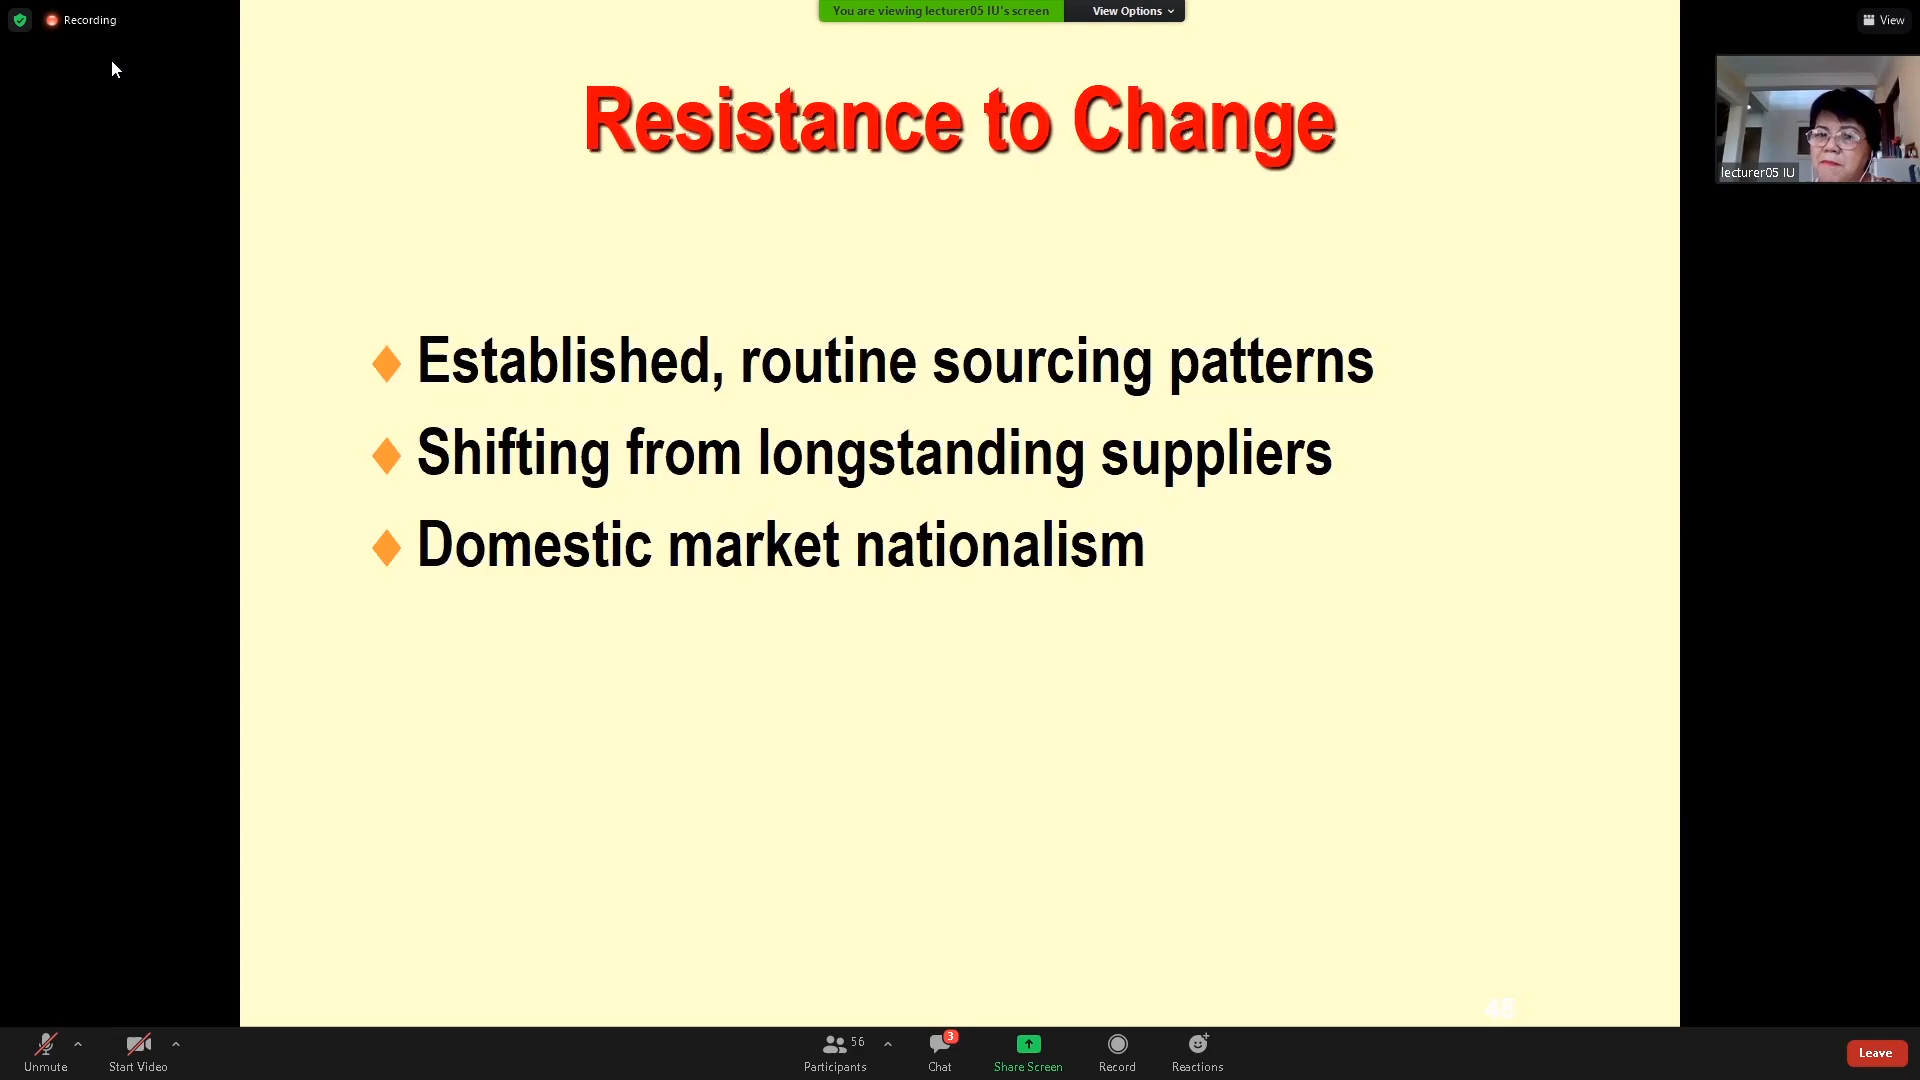 Recording
You are viewing lecturer05 IU's screen
View Options
View
Resistance to Change
lecturer05 IU
Established, routine sourcing patterns
Shifting from longstanding suppliers
Domestic market nationalism
Unmute
Start Video
56
Participants
3
Chat
Share Screen
Record
Reactions
Leave